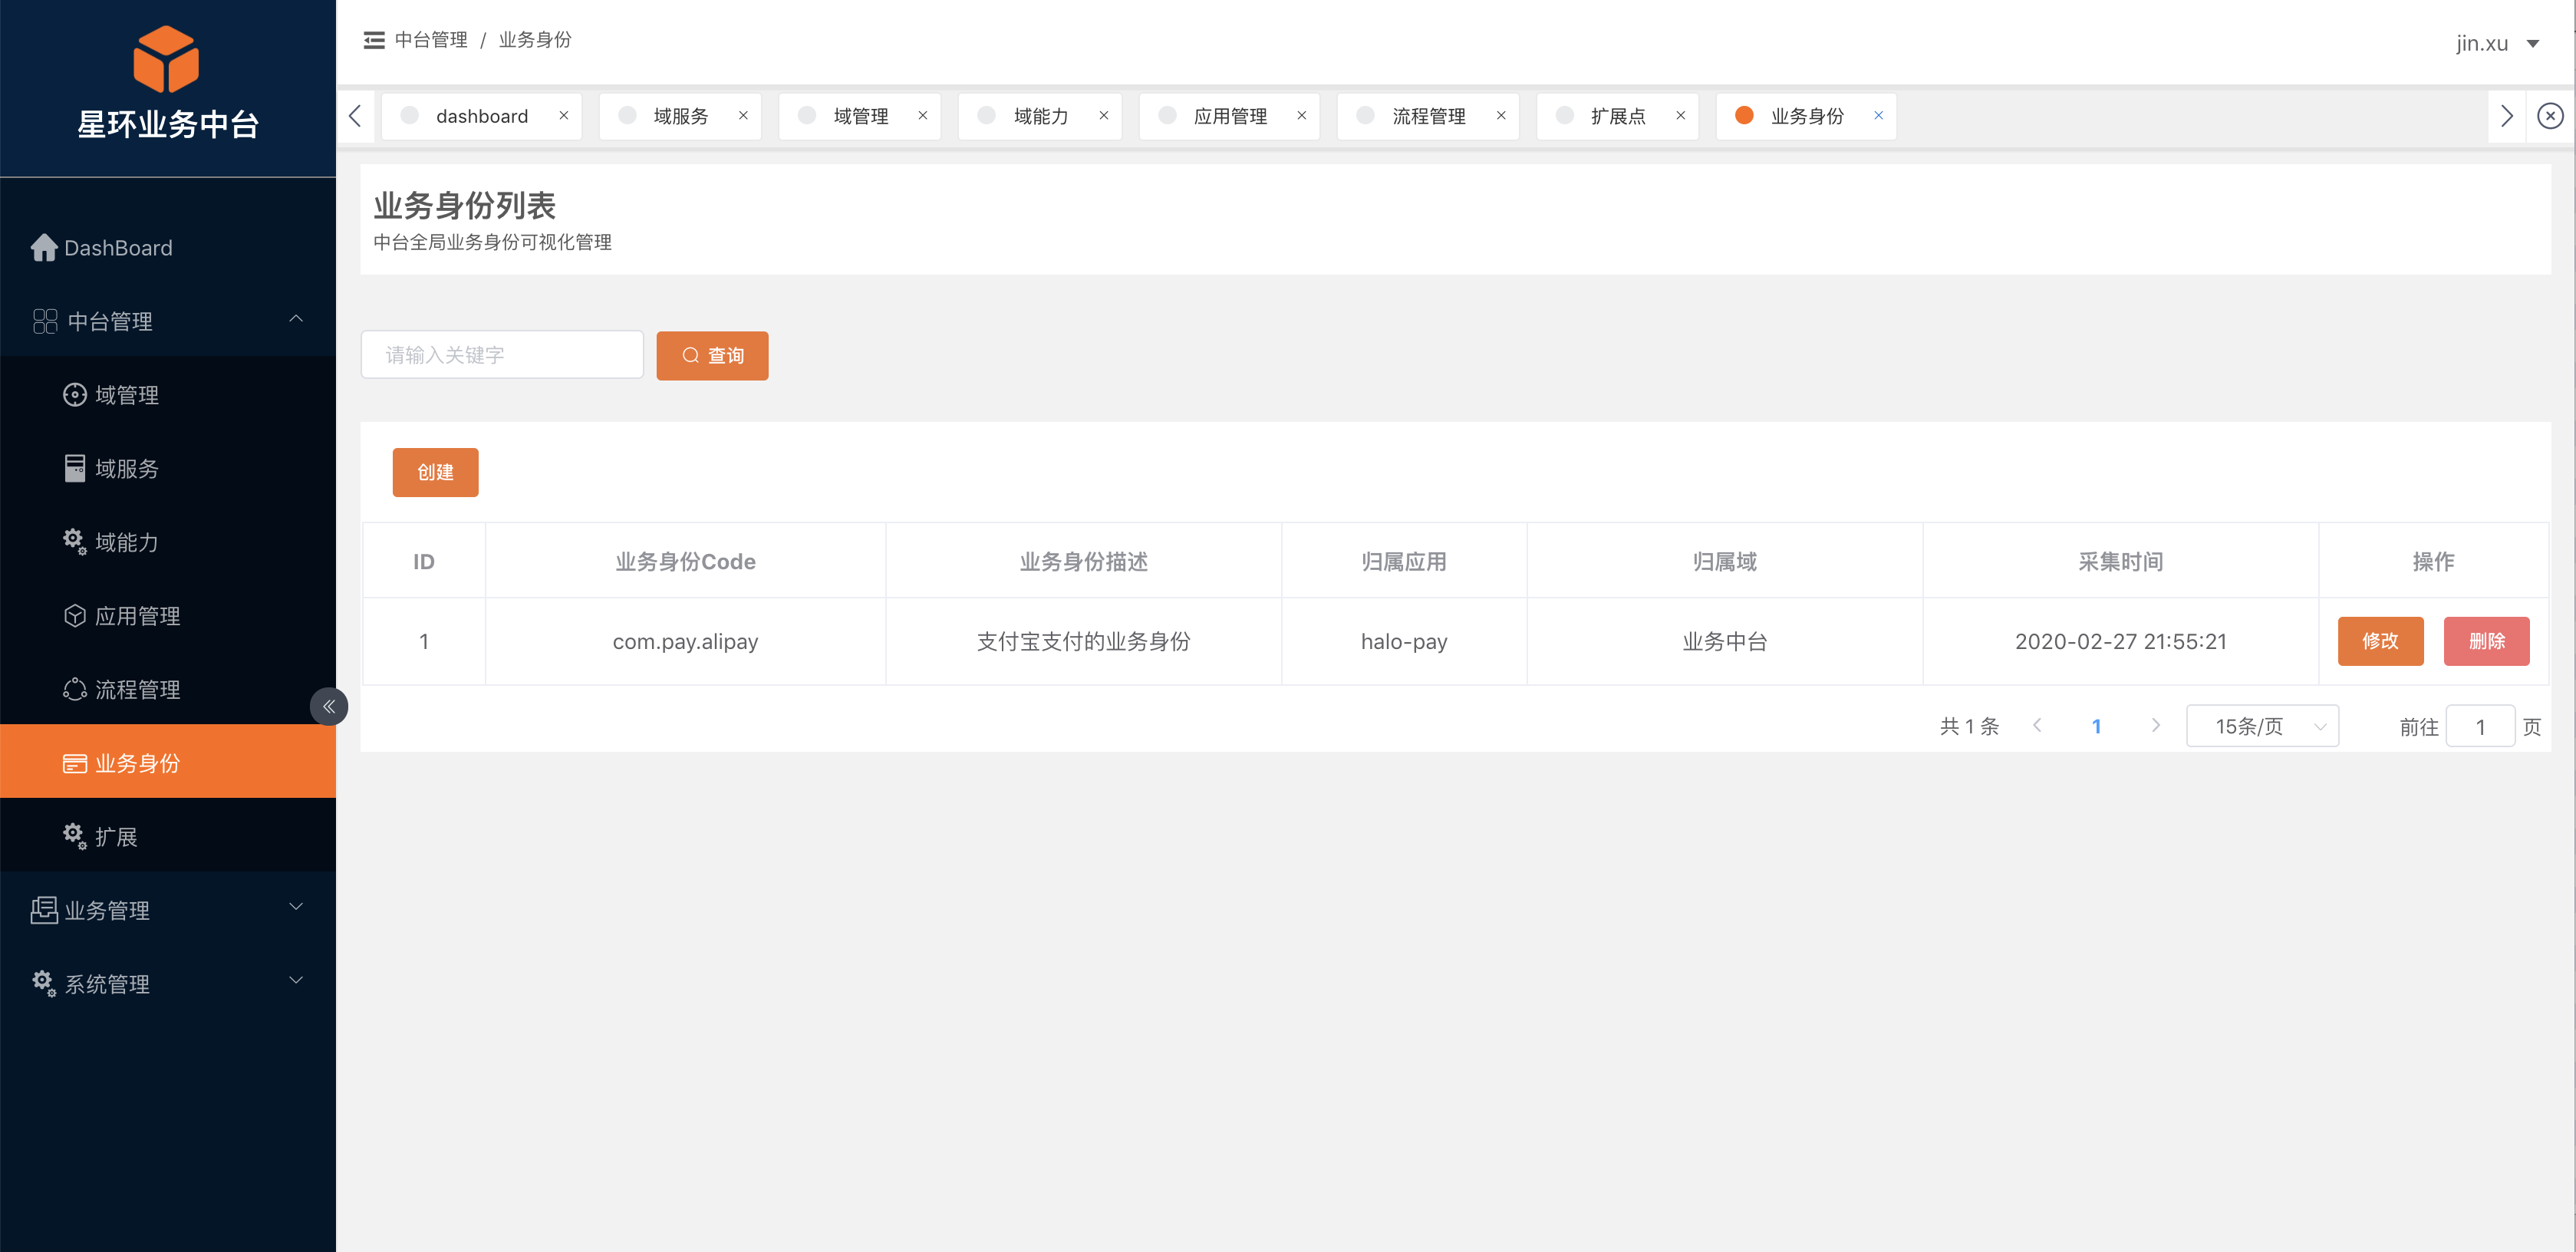 星环业务中台
DashBoard
中台管理
域管理
域服务
域能力
应用管理
流程管理
业务身份
扩展
业务管理
系统管理
中台管理 / 业务身份
jin.xu
dashboard × 域服务 × 域管理 × 域能力 × 应用管理 × 流程管理 × 扩展点 × 业务身份 ×
业务身份列表
中台全局业务身份可视化管理
请输入关键字 查询
创建
ID 业务身份Code 业务身份描述 归属应用 归属域 采集时间 操作
1 com.pay.alipay 支付宝支付的业务身份 halo-pay 业务中台 2020-02-27 21:55:21 修改 删除
共 1 条 1 15条/页 前往 1 页